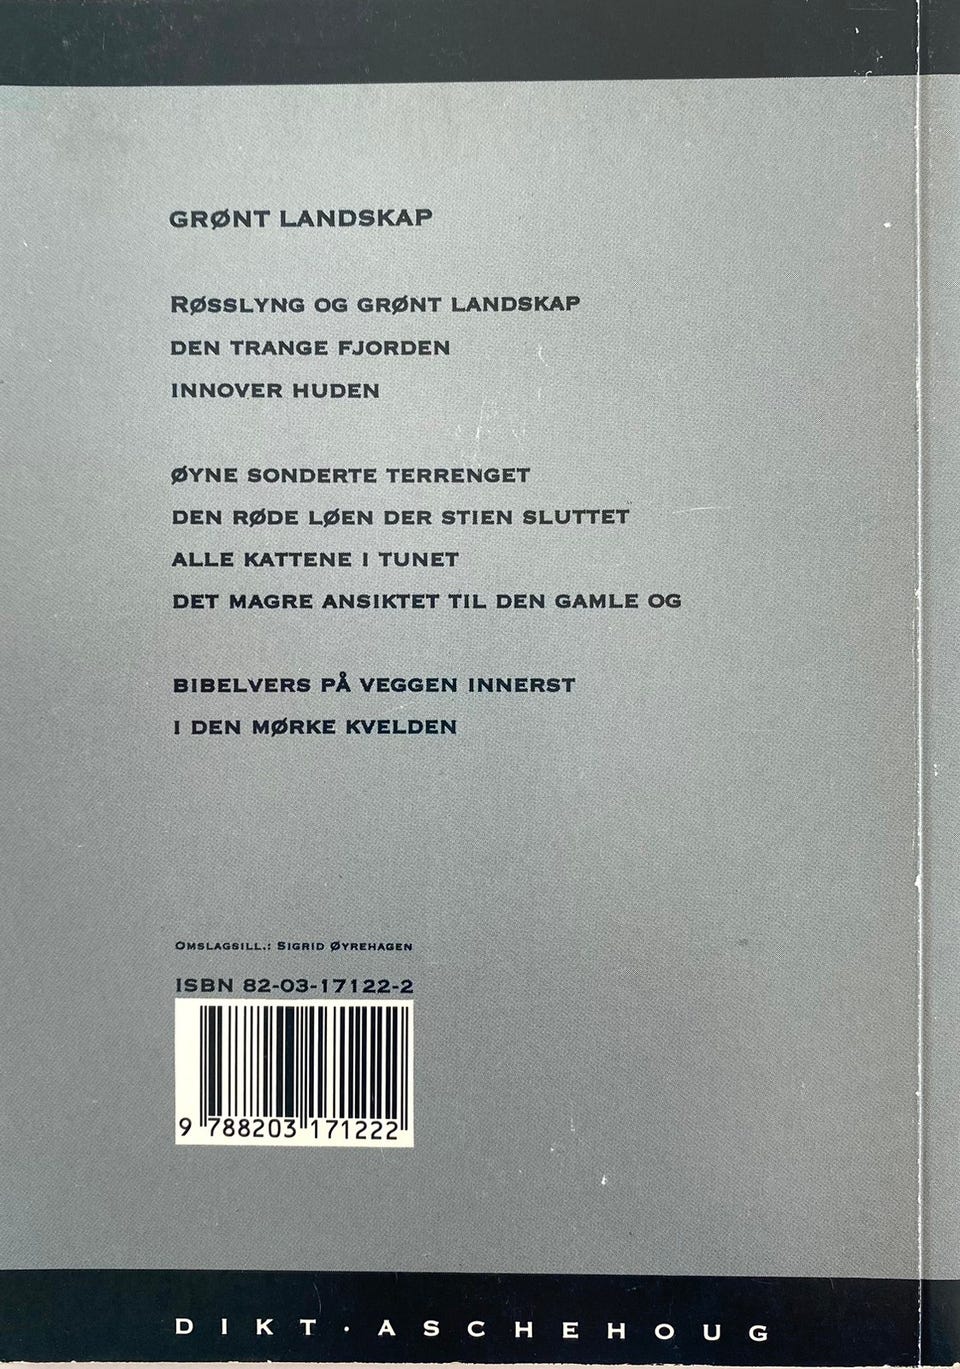 GRØNT LANDSKAP
RØSSLYNG OG GRØNT LANDSKAP
DEN TRANGE FJORDEN
INNOVER HUDEN
ØYNE SONDERTE TERRENGET
DEN RØDE LØEN DER STIEN SLUTTET
ALLE KATTENE I TUNET
DET MAGRE ANSIKTET TIL DEN GAMLE OG
BIBELVERS PÅ VEGGEN INNERST
I DEN MØRKE KVELDEN
OMSLAGSILL.: SIGRID ØYREHAGEN
ISBN 82-03-17122-2
9 788203 171222
DIKT · ASCHEHOUG